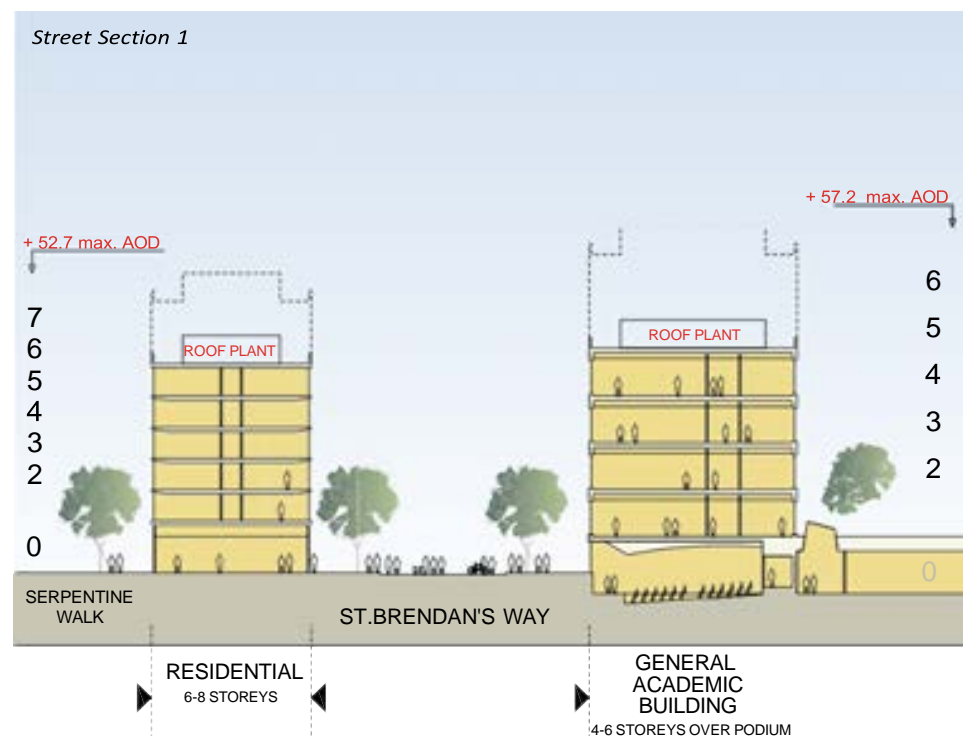 Street Section 1
+ 57.2 max. AOD
+ 52.7 max. AOD
7
6
5
4
3
2
0
ROOF PLANT
ROOF PLANT
6
5
4
3
2
0
SERPENTINE
WALK
ST.BRENDAN'S WAY
RESIDENTIAL
6-8 STOREYS
GENERAL
ACADEMIC
BUILDING
4-6 STOREYS OVER PODIUM